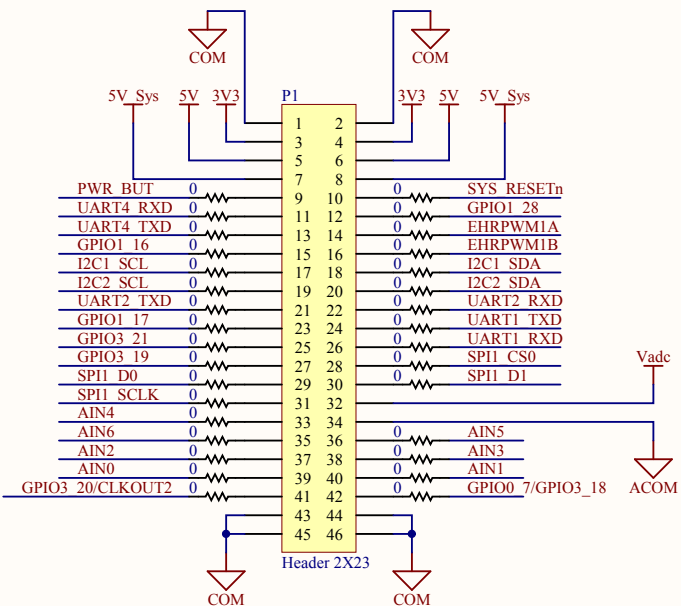 COM COM
5V_Sys 5V 3V3 P1 3V3 5V 5V_Sys
1 2
3 4
5 6
7 8
PWR_BUT 0 9 10 0 SYS_RESETn
UART4_RXD 0 11 12 0 GPIO1_28
UART4_TXD 0 13 14 0 EHRPWM1A
GPIO1_16 0 15 16 0 EHRPWM1B
I2C1_SCL 0 17 18 0 I2C1_SDA
I2C2_SCL 0 19 20 0 I2C2_SDA
UART2_TXD 0 21 22 0 UART2_RXD
GPIO1_17 0 23 24 0 UART1_TXD
GPIO3_21 0 25 26 0 UART1_RXD
GPIO3_19 0 27 28 0 SPI1_CS0
SPI1_D0 0 29 30 0 SPI1_D1
SPI1_SCLK 0 31 32 Vadc
AIN4 0 33 34 ACOM
AIN6 0 35 36 0 AIN5
AIN2 0 37 38 0 AIN3
AIN0 0 39 40 0 AIN1
GPIO3_20/CLKOUT2 0 41 42 0 GPIO0_7/GPIO3_18
43 44
45 46
Header 2X23
COM COM